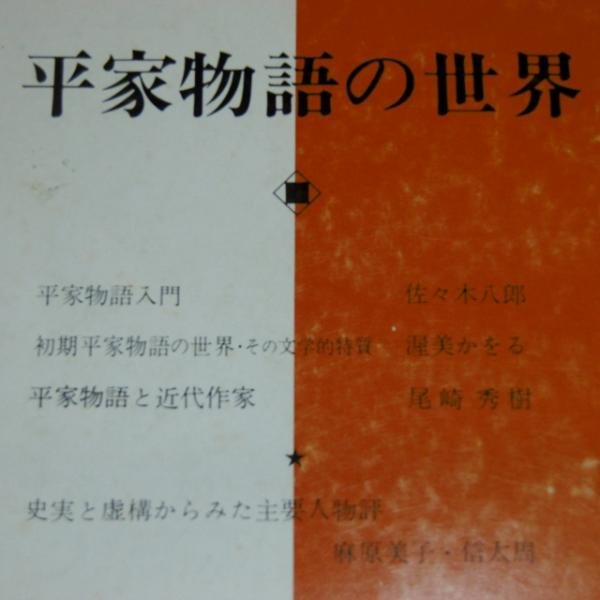 平家物語の世界
平家物語入門 佐々木八郎
初期平家物語の世界・その文学的特質 渥美かをる
平家物語と近代作家 尾崎秀樹
史実と虚構からみた主要人物評
麻原美子・信太周